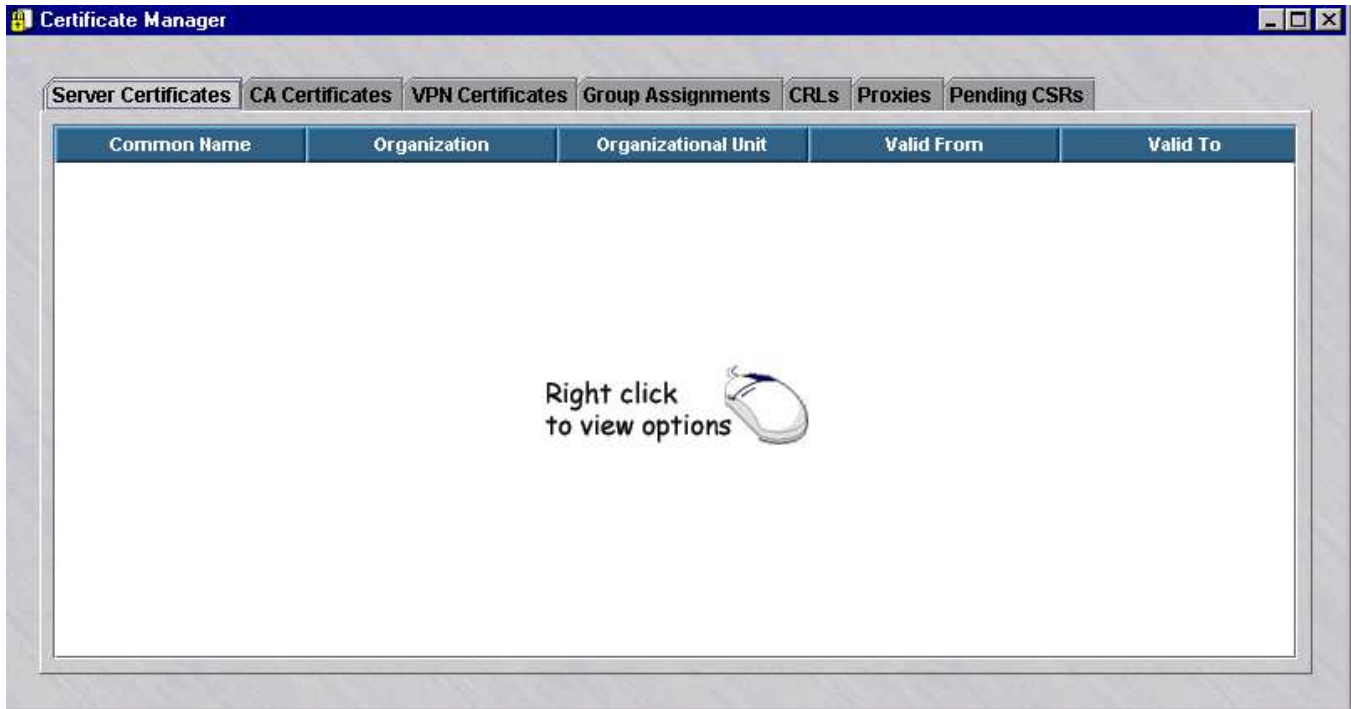 Certificate Manager
Server Certificates CA Certificates VPN Certificates Group Assignments CRLs Proxies Pending CSRs
Common Name Organization Organizational Unit Valid From Valid To
Right click
to view options